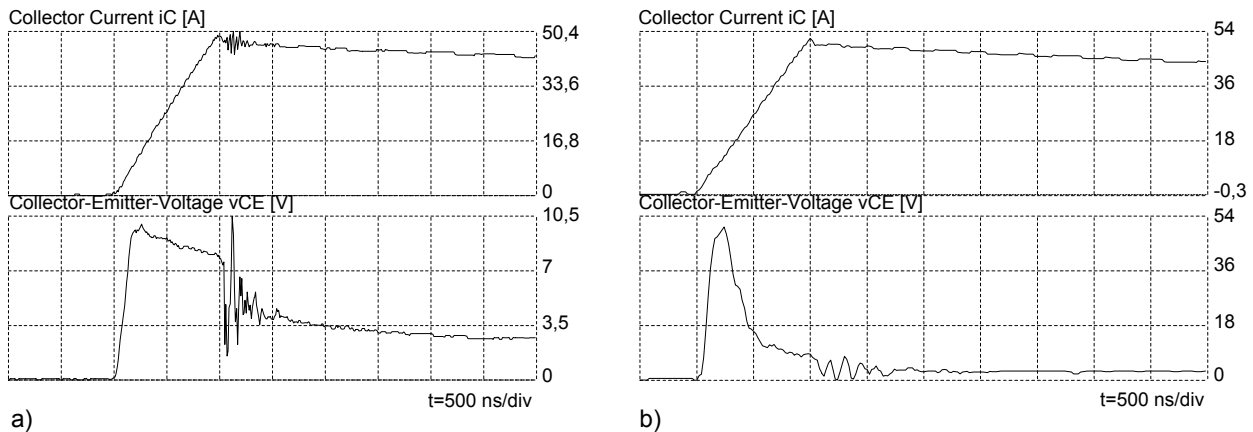 Collector Current iC [A]
50,4
33,6
16,8
0
Collector-Emitter-Voltage vCE [V]
10,5
7
3,5
0
t=500 ns/div
a)
Collector Current iC [A]
54
36
18
-0,3
Collector-Emitter-Voltage vCE [V]
54
36
18
0
t=500 ns/div
b)